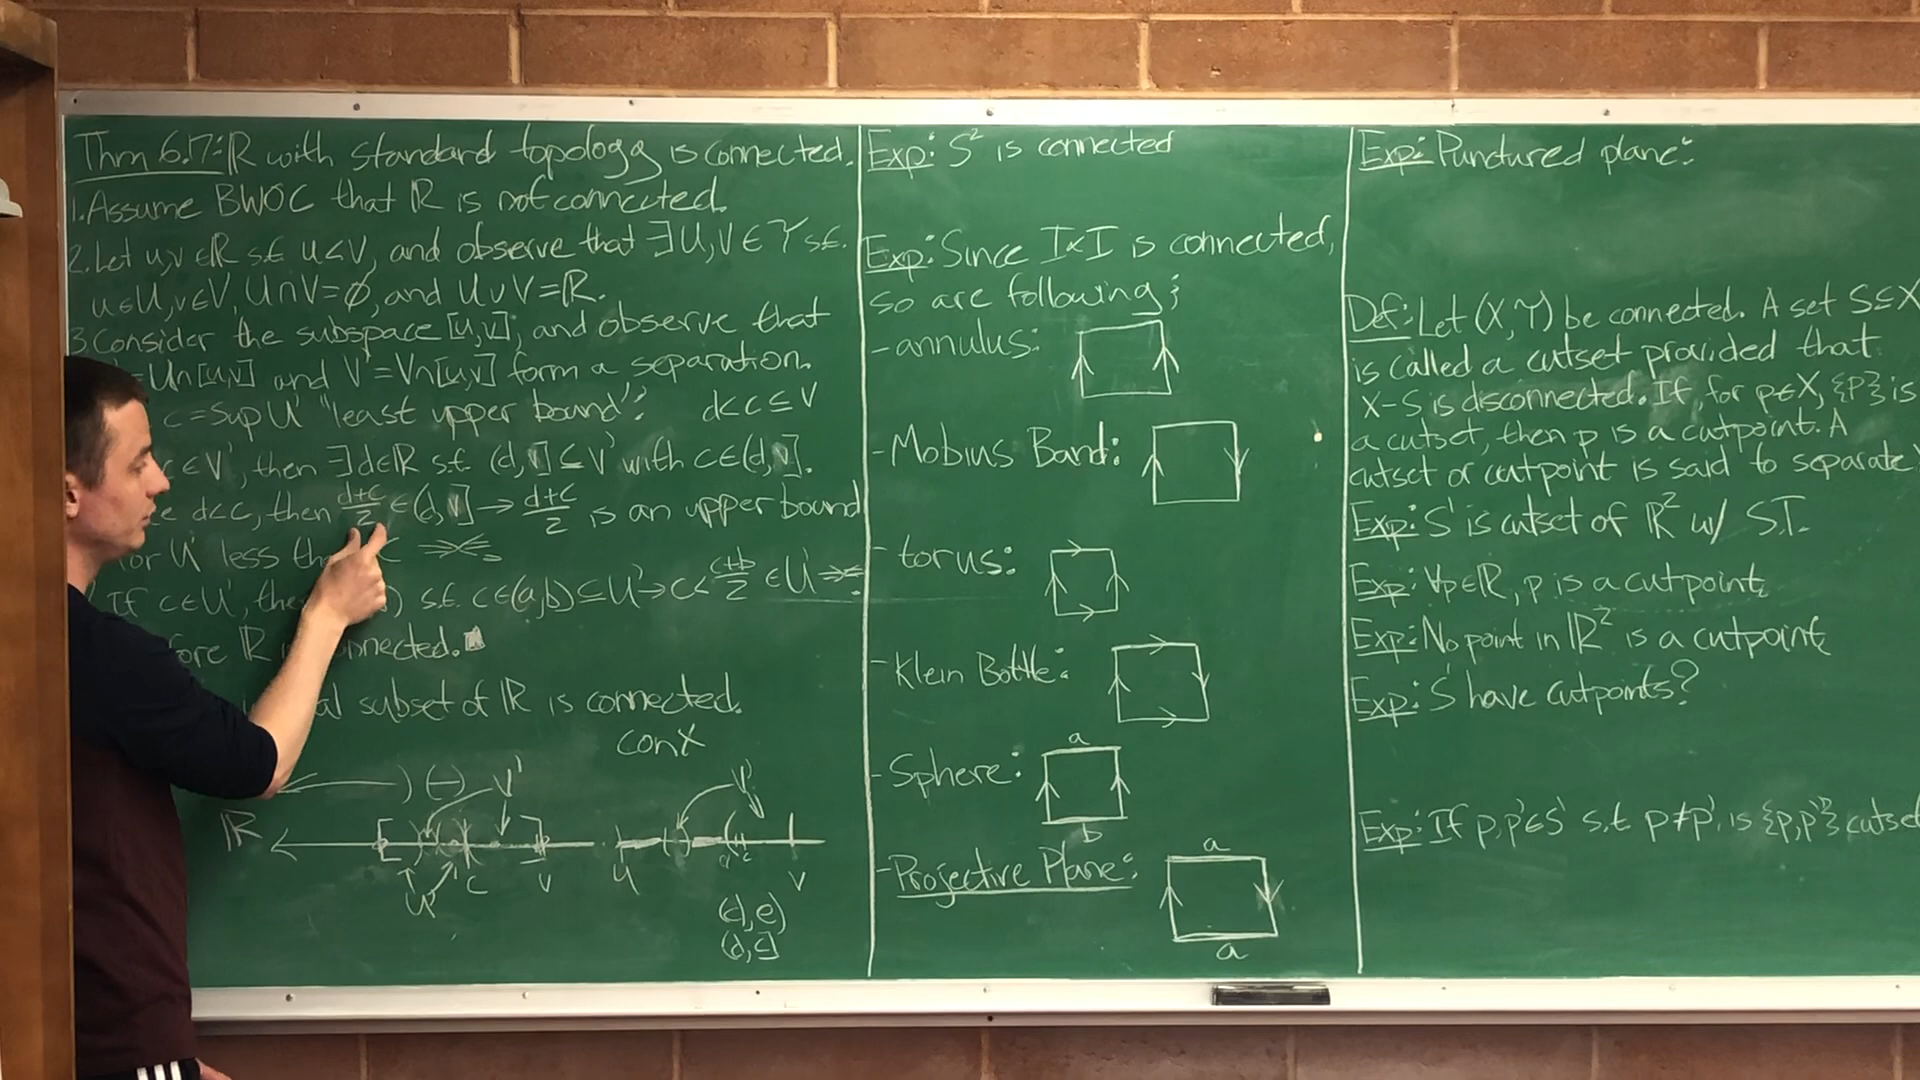 Thm 6.7: ℝ with standard topology is connected.
1. Assume BWOC that ℝ is not connected.
2. Let u,v ∈ ℝ s.t. u<v, and observe that ∃ U,V ∈ 𝒯 s.t.
u∈U, v∈V, U∩V=∅, and U∪V=ℝ.
3. Consider the subspace [u,v], and observe that
=U∩[u,v] and V'=V∩[u,v] form a separation.
c = sup U' "least upper bound": d<c≤v
c∈V', then ∃d∈ℝ s.t. (d,v]⊆V' with c∈(d,v].
d<c, then d+c/2 ∈ (d,v] → d+c/2 is an upper bound
for U' less c ※.
If c∈U', s.t. c∈(a,b)⊆U' → c< c+b/2 ∈U' ※.
ℝ connected.
subset of ℝ is connected.
conX
) (–) V'
ℝ [ ) ( ) ( ] ( ) (
U' c v u d c v
V'
(d,e)
(d,c]
Exp: S² is connected
Exp: Since I×I is connected,
so are following:
- annulus:
- Mobius Band:
- torus:
- Klein Bottle:
- Sphere: a
b
- Projective Plane: a
a
Exp: Punctured plane:
Def: Let (X,𝒯) be connected. A set S⊆X
is called a cutset provided that
X-S is disconnected. If, for p∈X, {p} is
a cutset, then p is a cutpoint. A
cutset or cutpoint is said to separate
Exp: S' is cutset of ℝ² w/ S.T.
Exp: ∀p∈ℝ, p is a cutpoint
Exp: No point in ℝ² is a cutpoint
Exp: S' have cutpoints?
Exp: If p,p'∈S' s.t p≠p', is {p,p'} cutset